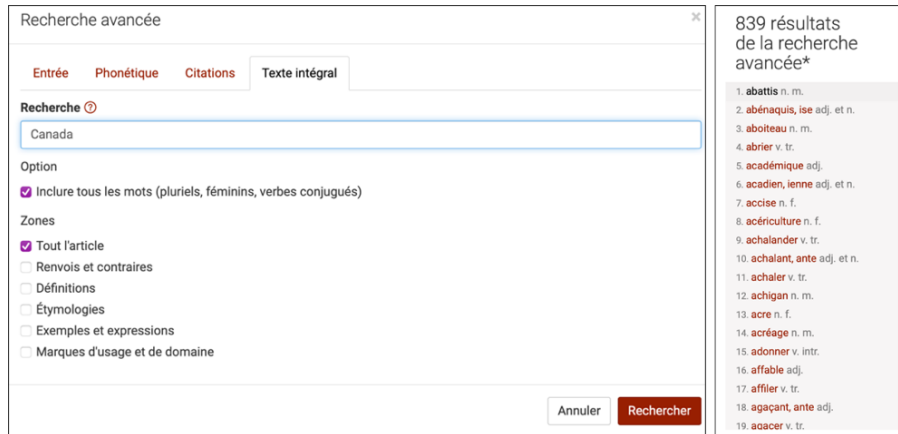 Recherche avancée
×
Entrée Phonétique Citations Texte intégral
Recherche ?
Canada
Option
Inclure tous les mots (pluriels, féminins, verbes conjugués)
Zones
Tout l'article
Renvois et contraires
Définitions
Étymologies
Exemples et expressions
Marques d'usage et de domaine
Annuler Rechercher
839 résultats
de la recherche
avancée*
1. abattis n. m.
2. abénaquis, ise adj. et n.
3. aboiteau n. m.
4. abrier v. tr.
5. académique adj.
6. acadien, ienne adj. et n.
7. accise n. f.
8. acériculture n. f.
9. achalander v. tr.
10. achalant, ante adj. et n.
11. achaler v. tr.
12. achigan n. m.
13. acre n. f.
14. acréage n. m.
15. adonner v. intr.
16. affable adj.
17. affiler v. tr.
18. agaçant, ante adj.
19. agacer v. tr.